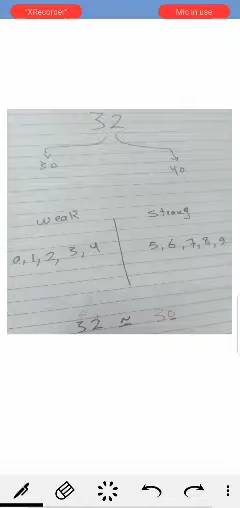 "XRecorder"
Mic in use
32
30 40
weak strong
0, 1, 2, 3, 4 5, 6, 7, 8, 9
32 ≈ 30